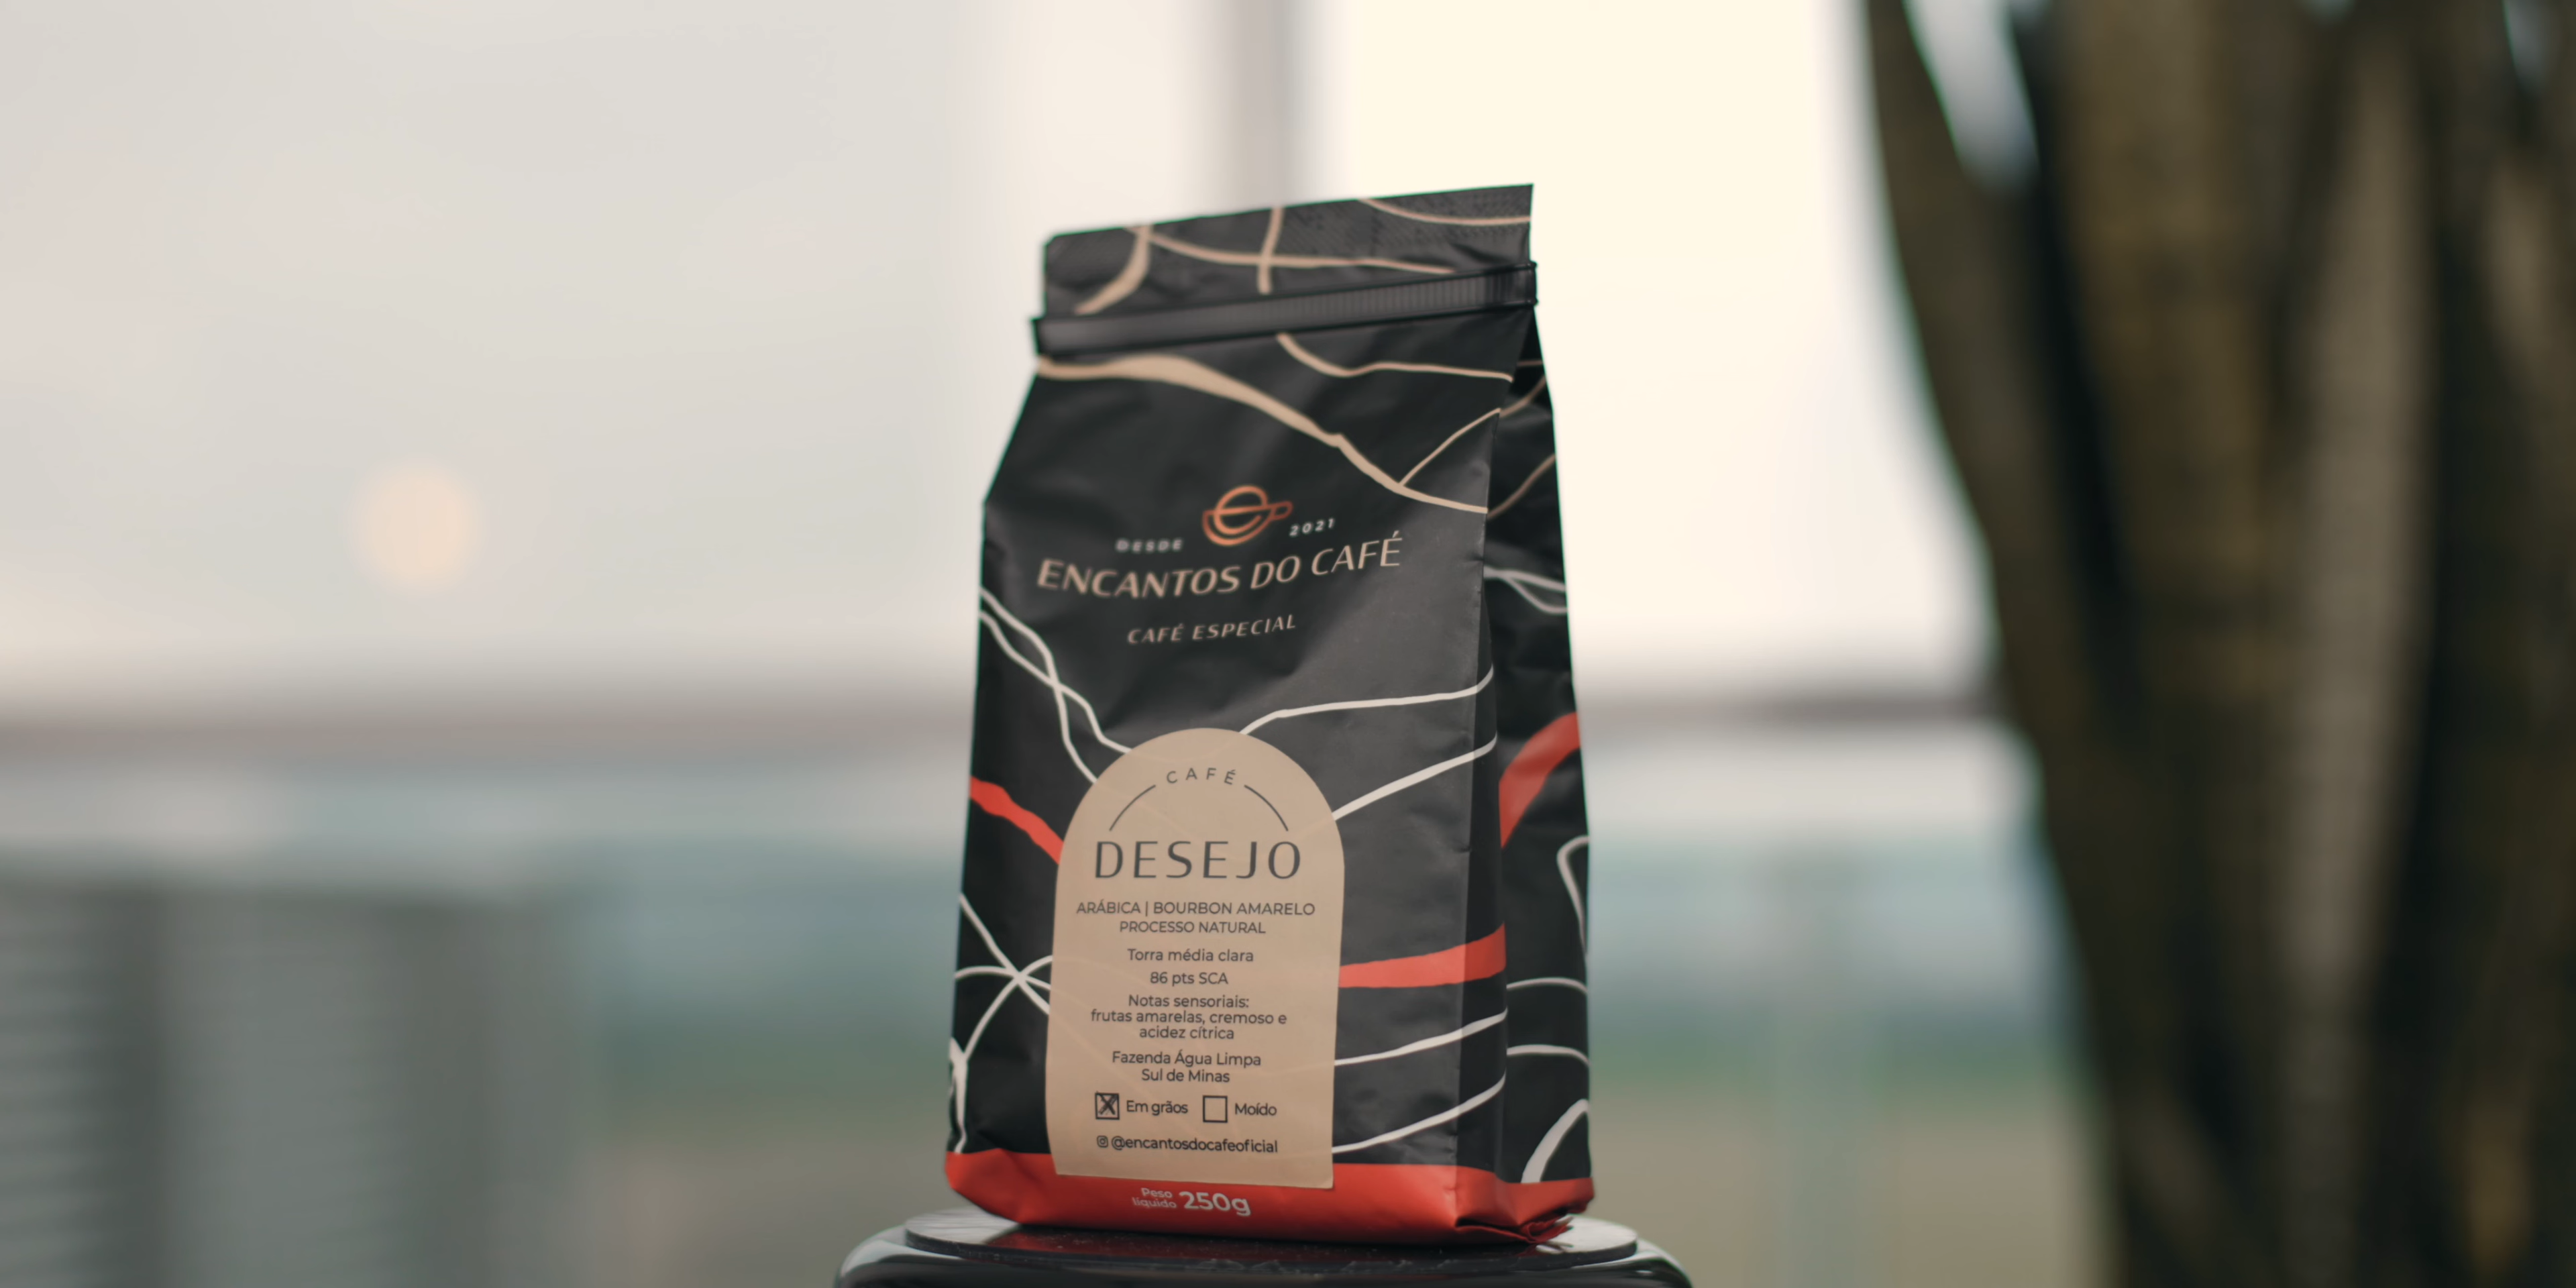 DESDE 2021
ENCANTOS DO CAFÉ
CAFÉ ESPECIAL
CAFÉ
DESEJO
ARÁBICA | BOURBON AMARELO
PROCESSO NATURAL
Torra média clara
86 pts SCA
Notas sensoriais:
frutas amarelas, cremoso e
acidez cítrica
Fazenda Água Limpa
Sul de Minas
Em grãos Moído
@encantosdocafeoficial
Peso
líquido 250g